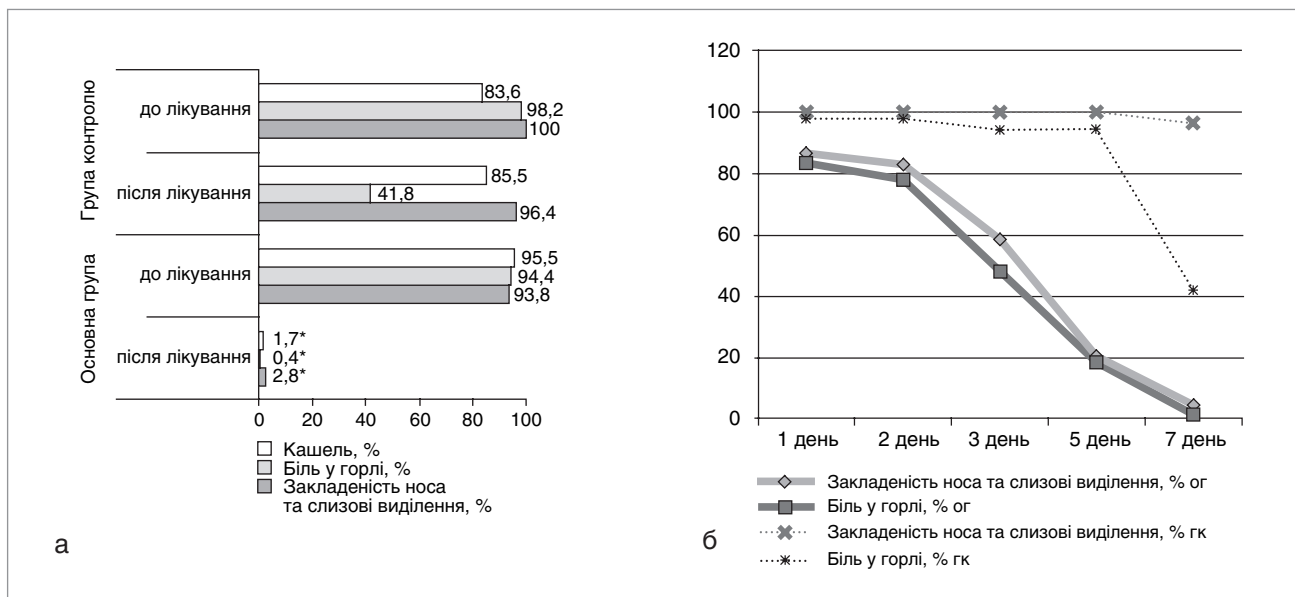 Група контролю
до лікування
83,6
98,2
100
після лікування
85,5
41,8
96,4
Основна група
до лікування
95,5
94,4
93,8
після лікування
1,7*
0,4*
2,8*
0 20 40 60 80 100
Кашель, %
Біль у горлі, %
Закладеність носа
та слизові виділення, %
а
120
100
80
60
40
20
0
1 день 2 день 3 день 5 день 7 день
Закладеність носа та слизові виділення, % ог
Біль у горлі, % ог
Закладеність носа та слизові виділення, % гк
Біль у горлі, % гк
б